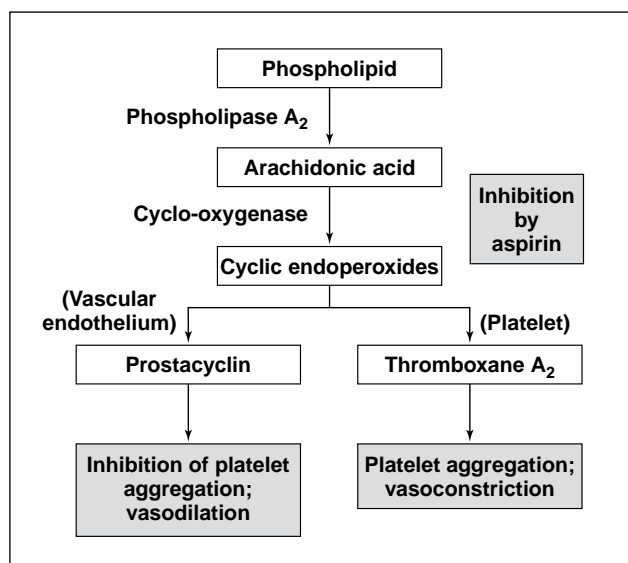 Phospholipid
Phospholipase A₂
Arachidonic acid
Cyclo-oxygenase
Inhibition
by
aspirin
Cyclic endoperoxides
(Vascular
endothelium)
(Platelet)
Prostacyclin
Thromboxane A₂
Inhibition of platelet
aggregation;
vasodilation
Platelet aggregation;
vasoconstriction